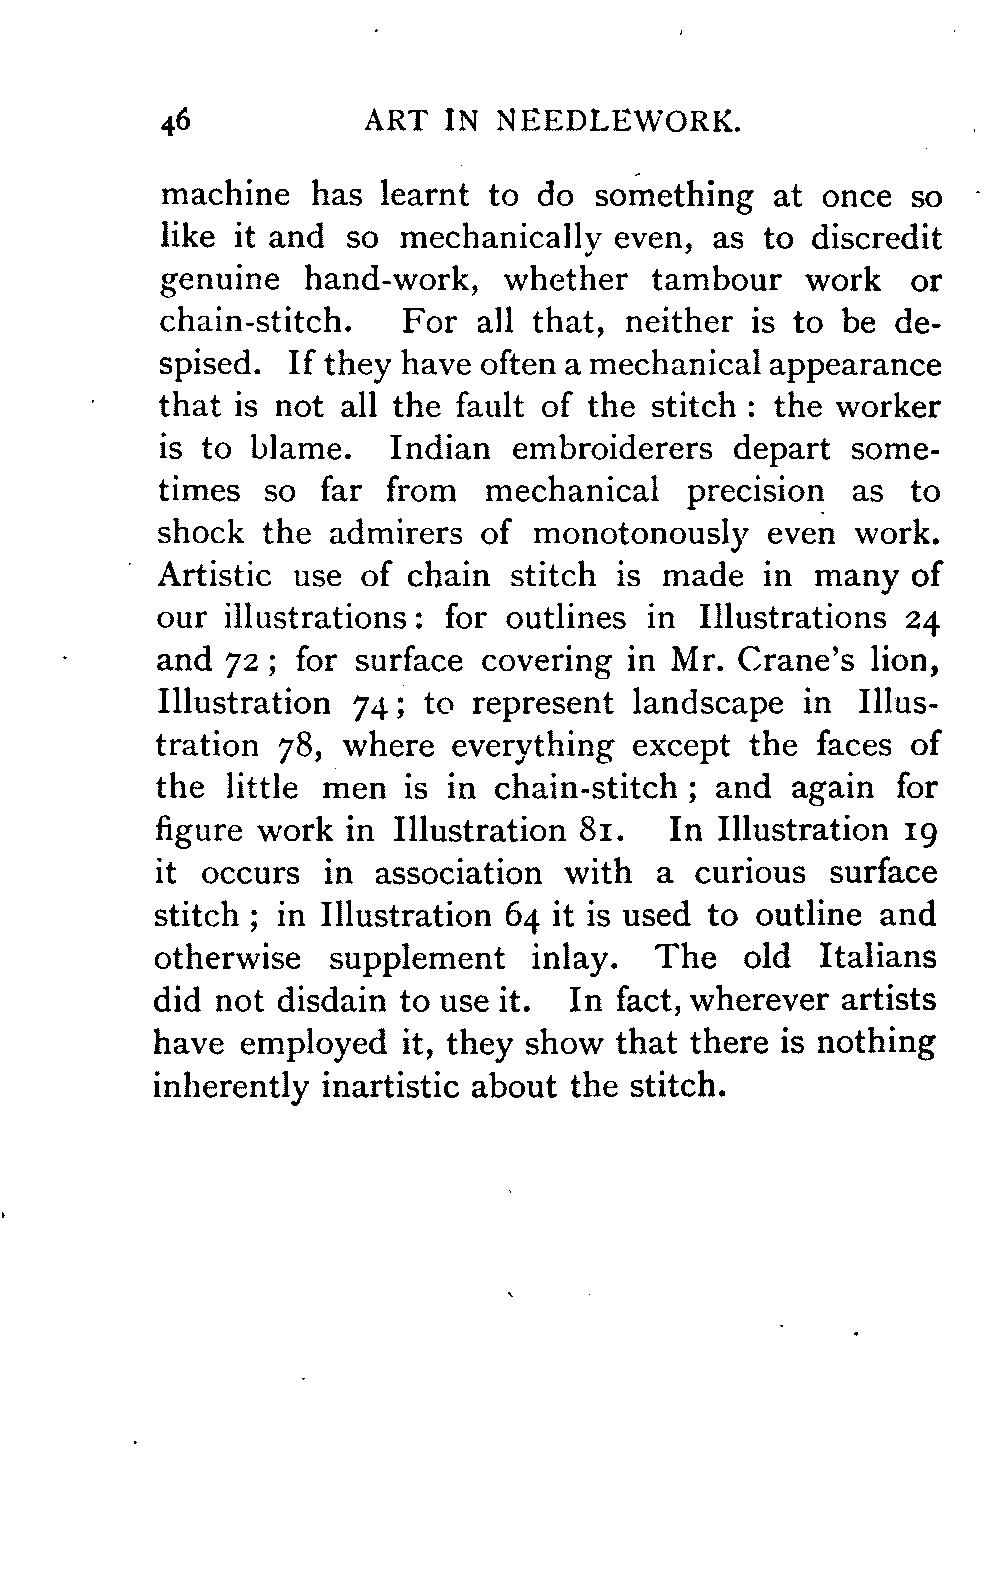 46 ART IN NEEDLEWORK.
machine has learnt to do something at once so
like it and so mechanically even, as to discredit
genuine hand-work, whether tambour work or
chain-stitch. For all that, neither is to be de-
spised. If they have often a mechanical appearance
that is not all the fault of the stitch : the worker
is to blame. Indian embroiderers depart some-
times so far from mechanical precision as to
shock the admirers of monotonously even work.
Artistic use of chain stitch is made in many of
our illustrations : for outlines in Illustrations 24
and 72 ; for surface covering in Mr. Crane's lion,
Illustration 74 ; to represent landscape in Illus-
tration 78, where everything except the faces of
the little men is in chain-stitch ; and again for
figure work in Illustration 81. In Illustration 19
it occurs in association with a curious surface
stitch ; in Illustration 64 it is used to outline and
otherwise supplement inlay. The old Italians
did not disdain to use it. In fact, wherever artists
have employed it, they show that there is nothing
inherently inartistic about the stitch.